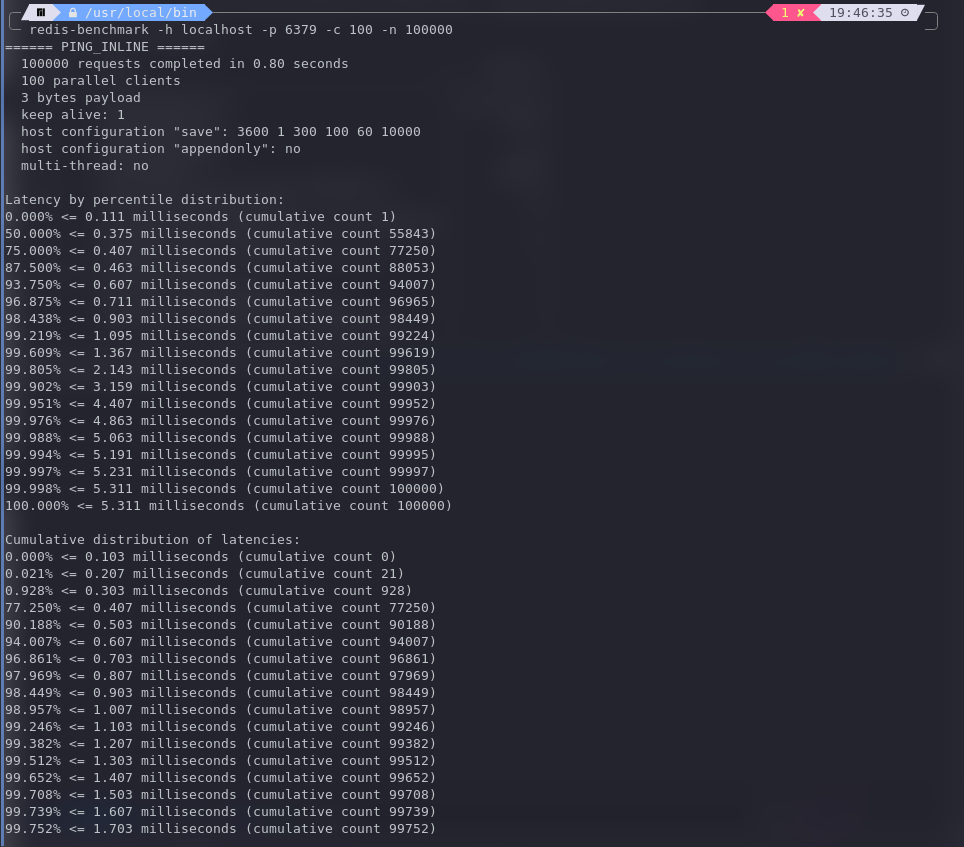 /usr/local/bin 1 ✘ 19:46:35
redis-benchmark -h localhost -p 6379 -c 100 -n 100000
====== PING_INLINE ======
100000 requests completed in 0.80 seconds
100 parallel clients
3 bytes payload
keep alive: 1
host configuration "save": 3600 1 300 100 60 10000
host configuration "appendonly": no
multi-thread: no
Latency by percentile distribution:
0.000% <= 0.111 milliseconds (cumulative count 1)
50.000% <= 0.375 milliseconds (cumulative count 55843)
75.000% <= 0.407 milliseconds (cumulative count 77250)
87.500% <= 0.463 milliseconds (cumulative count 88053)
93.750% <= 0.607 milliseconds (cumulative count 94007)
96.875% <= 0.711 milliseconds (cumulative count 96965)
98.438% <= 0.903 milliseconds (cumulative count 98449)
99.219% <= 1.095 milliseconds (cumulative count 99224)
99.609% <= 1.367 milliseconds (cumulative count 99619)
99.805% <= 2.143 milliseconds (cumulative count 99805)
99.902% <= 3.159 milliseconds (cumulative count 99903)
99.951% <= 4.407 milliseconds (cumulative count 99952)
99.976% <= 4.863 milliseconds (cumulative count 99976)
99.988% <= 5.063 milliseconds (cumulative count 99988)
99.994% <= 5.191 milliseconds (cumulative count 99995)
99.997% <= 5.231 milliseconds (cumulative count 99997)
99.998% <= 5.311 milliseconds (cumulative count 100000)
100.000% <= 5.311 milliseconds (cumulative count 100000)
Cumulative distribution of latencies:
0.000% <= 0.103 milliseconds (cumulative count 0)
0.021% <= 0.207 milliseconds (cumulative count 21)
0.928% <= 0.303 milliseconds (cumulative count 928)
77.250% <= 0.407 milliseconds (cumulative count 77250)
90.188% <= 0.503 milliseconds (cumulative count 90188)
94.007% <= 0.607 milliseconds (cumulative count 94007)
96.861% <= 0.703 milliseconds (cumulative count 96861)
97.969% <= 0.807 milliseconds (cumulative count 97969)
98.449% <= 0.903 milliseconds (cumulative count 98449)
98.957% <= 1.007 milliseconds (cumulative count 98957)
99.246% <= 1.103 milliseconds (cumulative count 99246)
99.382% <= 1.207 milliseconds (cumulative count 99382)
99.512% <= 1.303 milliseconds (cumulative count 99512)
99.652% <= 1.407 milliseconds (cumulative count 99652)
99.708% <= 1.503 milliseconds (cumulative count 99708)
99.739% <= 1.607 milliseconds (cumulative count 99739)
99.752% <= 1.703 milliseconds (cumulative count 99752)